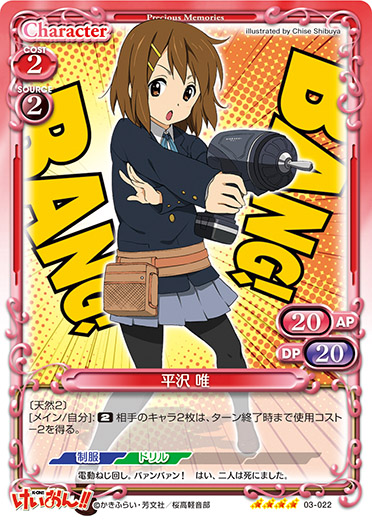 Precious Memories
Character
illustrated by Chise Shibuya
COST
2
SOURCE
2
BANG!
BANG!
20 AP
DP 20
平沢 唯
〔天然2〕
[メイン/自分]：2 相手のキャラ2枚は、ターン終了時まで使用コスト
−2を得る。
制服 ドリル
電動ねじ回し、バァンバァン！ はい、二人は死にました。
K-ON!
けいおん!!
©かきふらい・芳文社／桜高軽音部
03-022